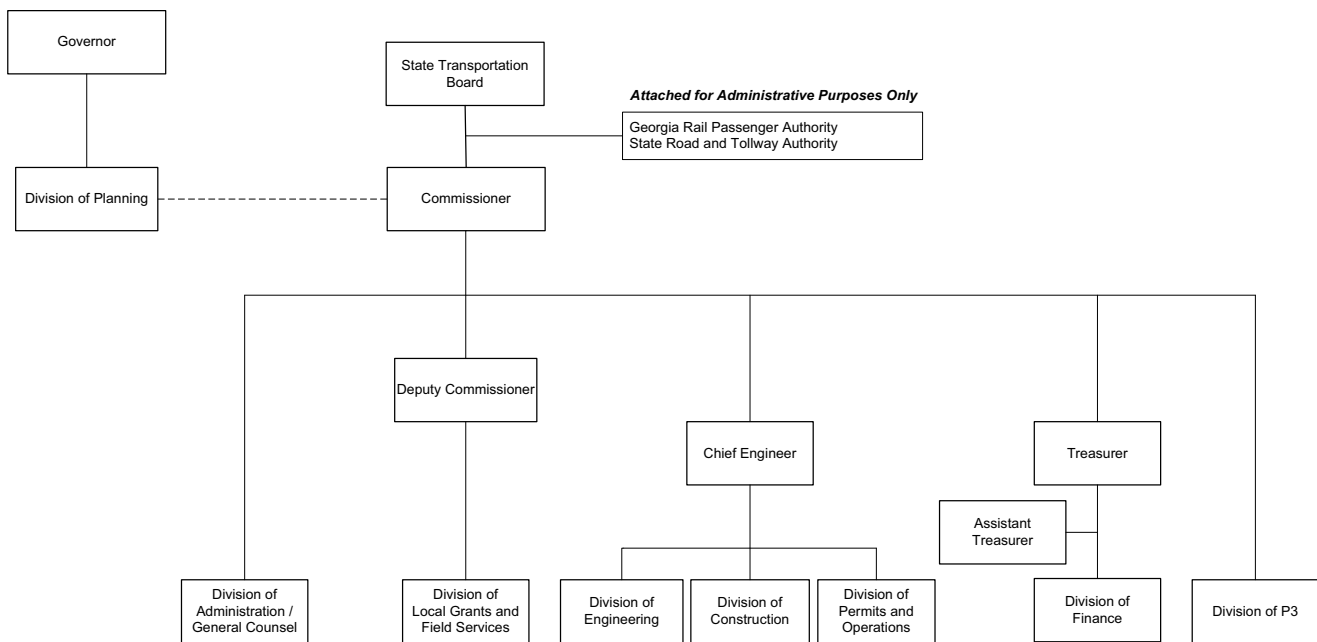 Governor
State Transportation
Board
Attached for Administrative Purposes Only
Georgia Rail Passenger Authority
State Road and Tollway Authority
Division of Planning
Commissioner
Deputy Commissioner
Chief Engineer
Treasurer
Assistant
Treasurer
Division of
Administration /
General Counsel
Division of
Local Grants and
Field Services
Division of
Engineering
Division of
Construction
Division of
Permits and
Operations
Division of
Finance
Division of P3